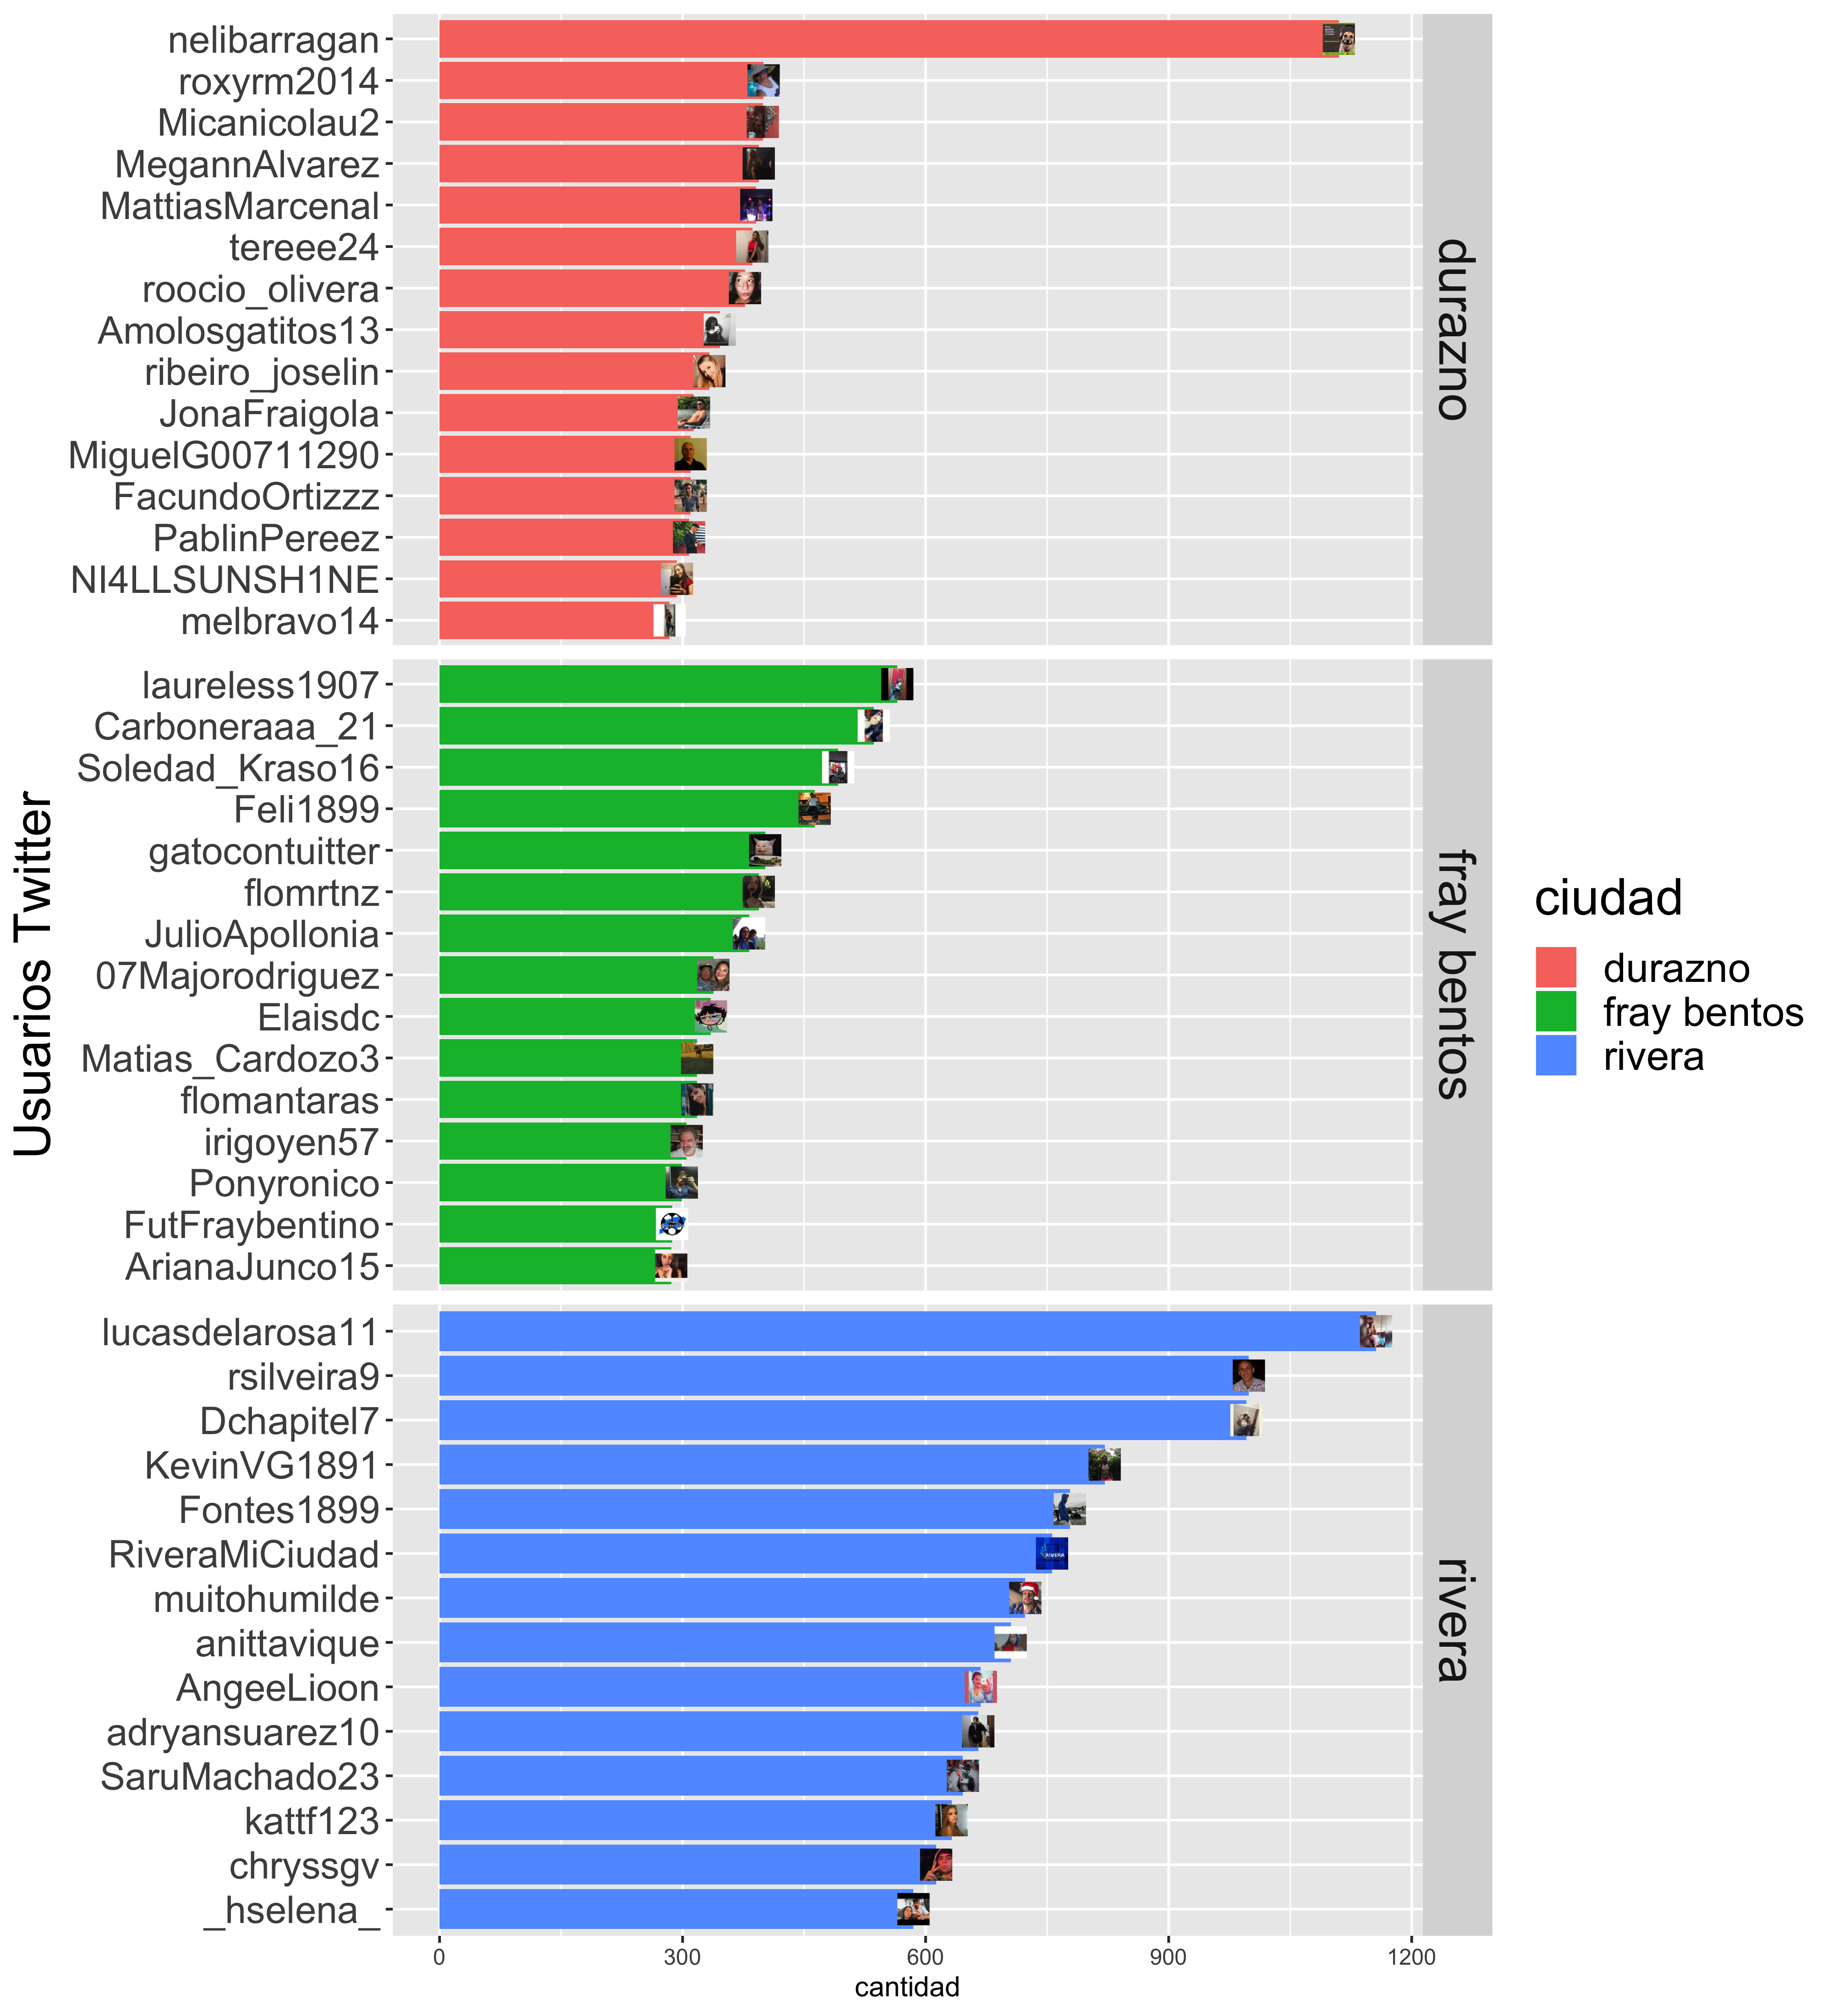 nelibarragan
roxyrm2014
Micanicolau2
MegannAlvarez
MattiasMarcenal
tereee24
roocio_olivera
Amolosgatitos13
ribeiro_joselin
JonaFraigola
MiguelG00711290
FacundoOrtizzz
PablinPereez
NI4LLSUNSH1NE
melbravo14
durazno
laureless1907
Carboneraaa_21
Soledad_Kraso16
Feli1899
gatocontuitter
flomrtnz
JulioApollonia
07Majorodriguez
Elaisdc
Matias_Cardozo3
flomantaras
irigoyen57
Ponyronico
FutFraybentino
ArianaJunco15
fray bentos
lucasdelarosa11
rsilveira9
Dchapitel7
KevinVG1891
Fontes1899
RiveraMiCiudad
RIVERA
muitohumilde
anittavique
AngeeLioon
adryansuarez10
SaruMachado23
kattf123
chryssgv
_hselena_
rivera
0 300 600 900 1200
cantidad
Usuarios Twitter
ciudad
durazno
fray bentos
rivera